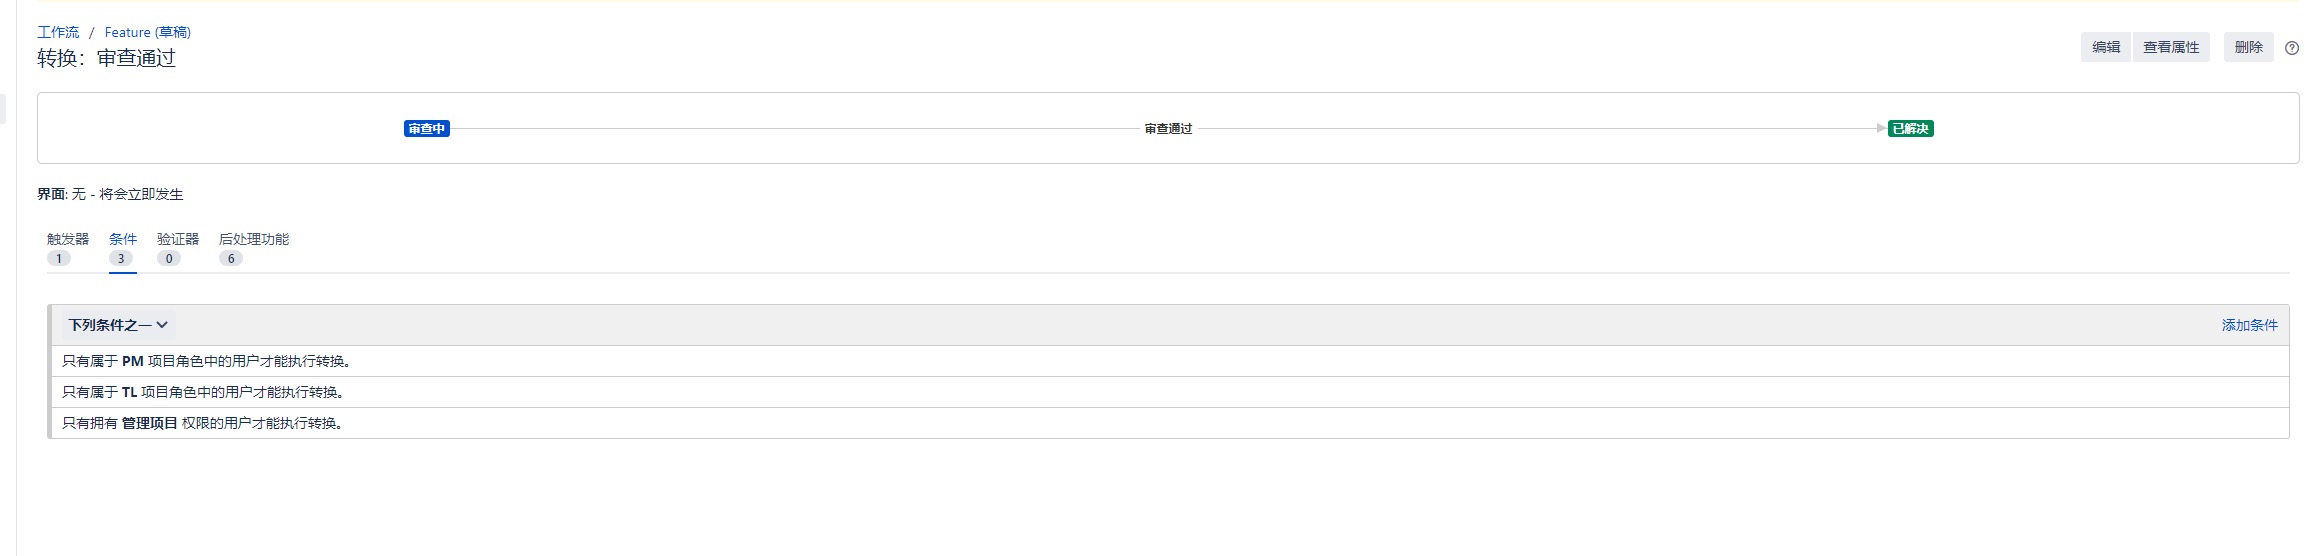 工作流 / Feature (草稿)
转换：审查通过
编辑 查看属性 删除
审查中 审查通过 已解决
界面: 无 - 将会立即发生
触发器 条件 验证器 后处理功能
1 3 0 6
下列条件之一 添加条件
只有属于 PM 项目角色中的用户才能执行转换。
只有属于 TL 项目角色中的用户才能执行转换。
只有拥有 管理项目 权限的用户才能执行转换。